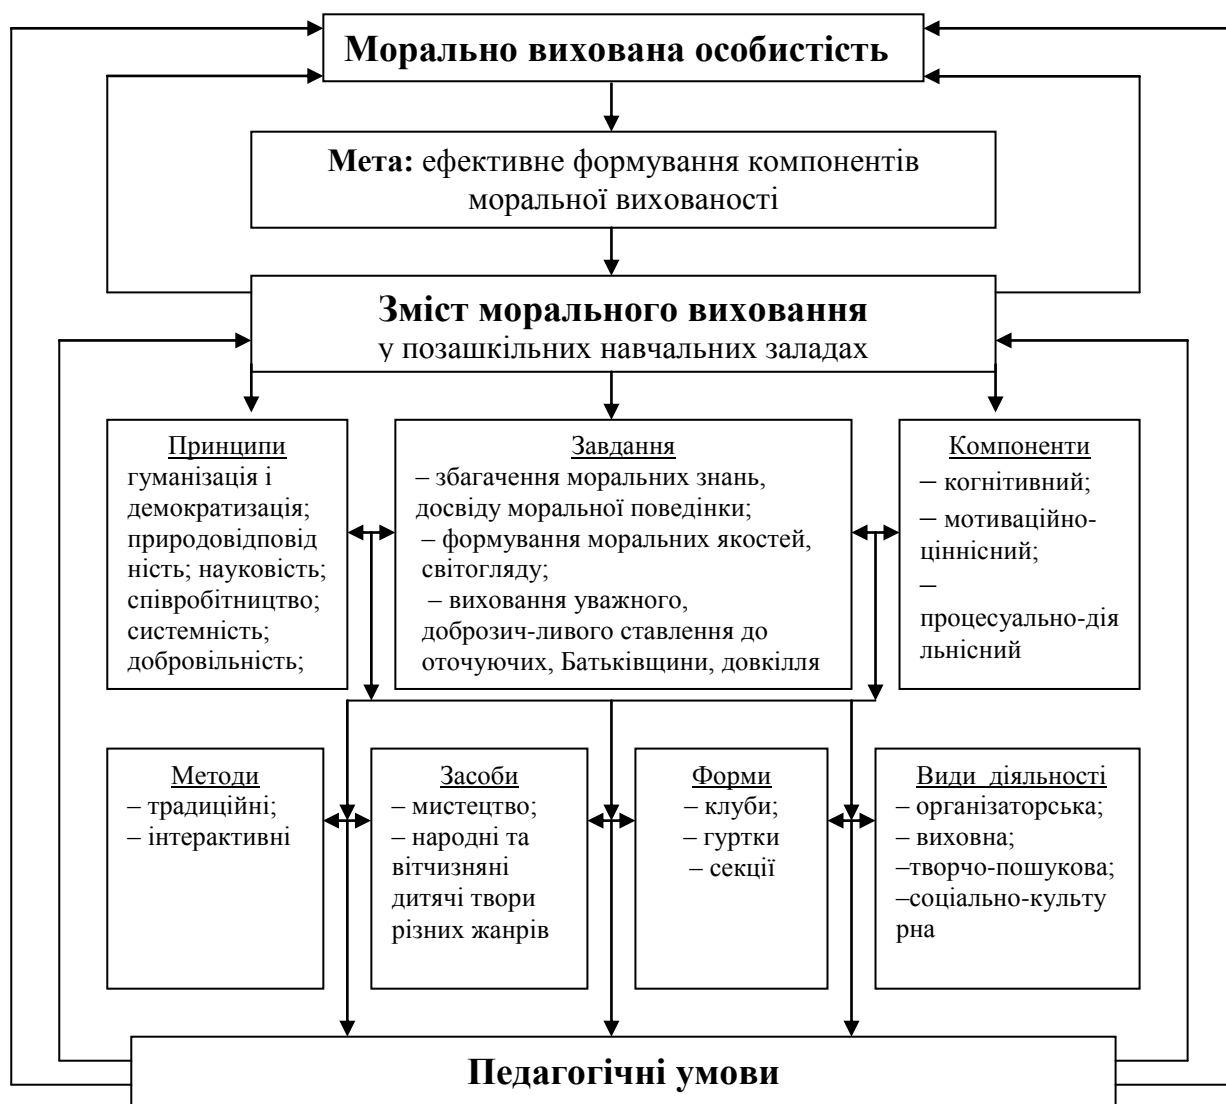 Морально вихована особистість
Мета: ефективне формування компонентів
моральної вихованості
Зміст морального виховання
у позашкільних навчальних заладах
Принципи
гуманізація і
демократизація;
природовідповід
ність; науковість;
співробітництво;
системність;
добровільність;
Завдання
– збагачення моральних знань,
досвіду моральної поведінки;
– формування моральних якостей,
світогляду;
– виховання уважного,
доброзич-ливого ставлення до
оточуючих, Батьківщини, довкілля
Компоненти
– когнітивний;
– мотиваційно-
ціннісний;
–
процесуально-дія
льнісний
Методи
– традиційні;
– інтерактивні
Засоби
– мистецтво;
– народні та
вітчизняні
дитячі твори
різних жанрів
Форми
– клуби;
– гуртки
– секції
Види діяльності
– організаторська;
– виховна;
–творчо-пошукова;
–соціально-культу
рна
Педагогічні умови